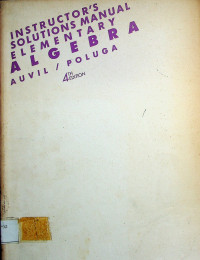 INSTRUCTOR'S
SOLUTIONS MANUAL
ELEMENTARY
ALGEBRA
AUVIL / POLUGA
4TH EDITION